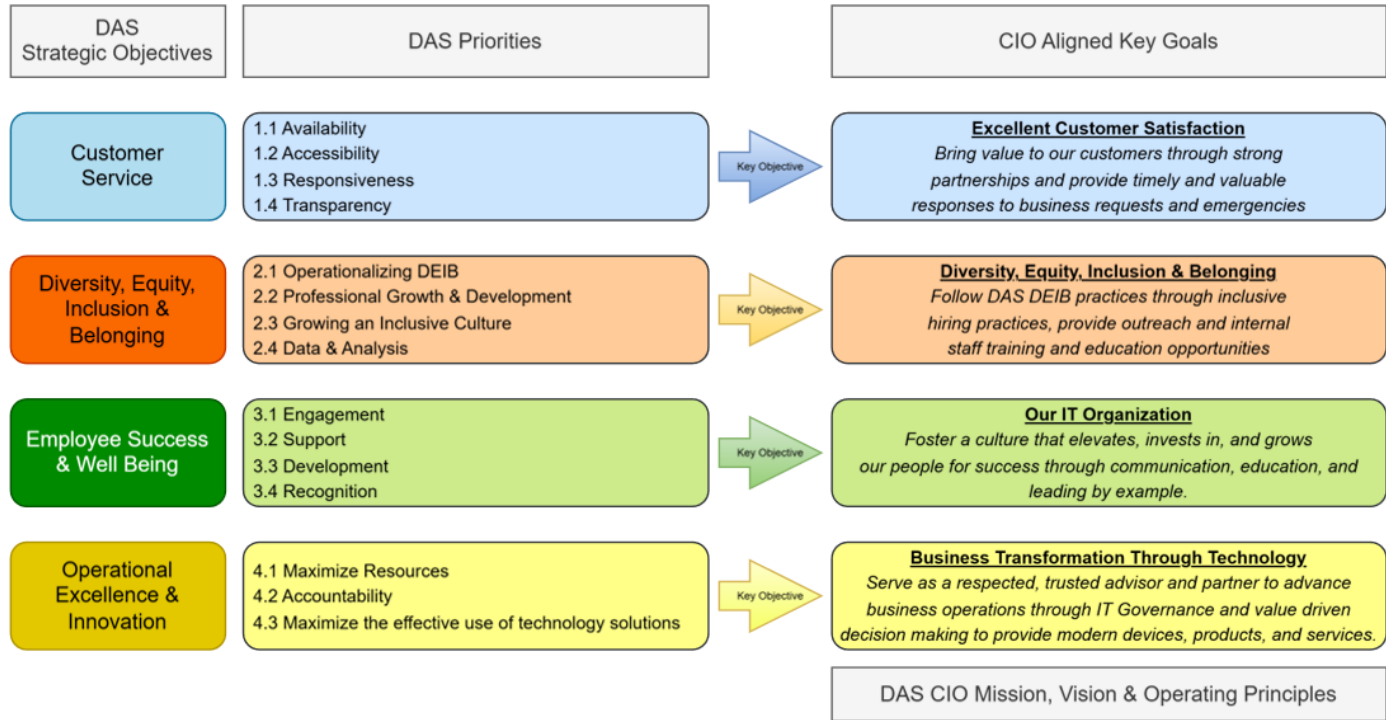 DAS
Strategic Objectives
DAS Priorities
CIO Aligned Key Goals
Customer
Service
1.1 Availability
1.2 Accessibility
1.3 Responsiveness
1.4 Transparency
Key Objective
Excellent Customer Satisfaction
Bring value to our customers through strong
partnerships and provide timely and valuable
responses to business requests and emergencies
Diversity, Equity,
Inclusion &
Belonging
2.1 Operationalizing DEIB
2.2 Professional Growth & Development
2.3 Growing an Inclusive Culture
2.4 Data & Analysis
Key Objective
Diversity, Equity, Inclusion & Belonging
Follow DAS DEIB practices through inclusive
hiring practices, provide outreach and internal
staff training and education opportunities
Employee Success
& Well Being
3.1 Engagement
3.2 Support
3.3 Development
3.4 Recognition
Key Objective
Our IT Organization
Foster a culture that elevates, invests in, and grows
our people for success through communication, education, and
leading by example.
Operational
Excellence &
Innovation
4.1 Maximize Resources
4.2 Accountability
4.3 Maximize the effective use of technology solutions
Key Objective
Business Transformation Through Technology
Serve as a respected, trusted advisor and partner to advance
business operations through IT Governance and value driven
decision making to provide modern devices, products, and services.
DAS CIO Mission, Vision & Operating Principles